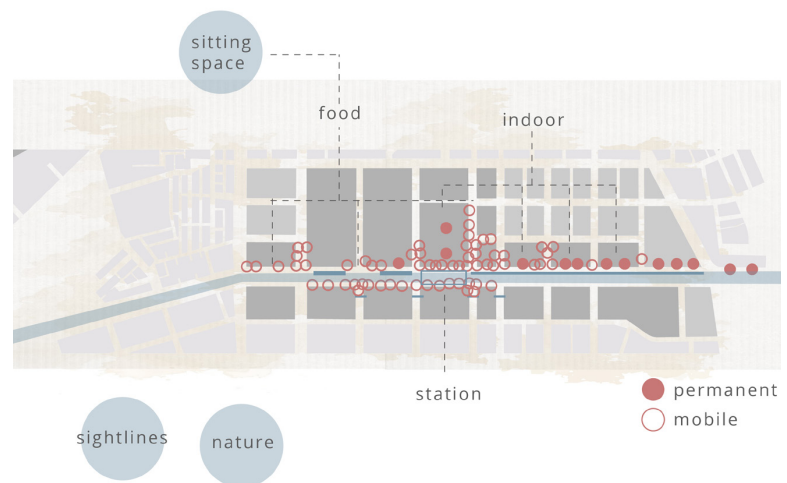 sitting
space
food
indoor
station
permanent
mobile
sightlines
nature